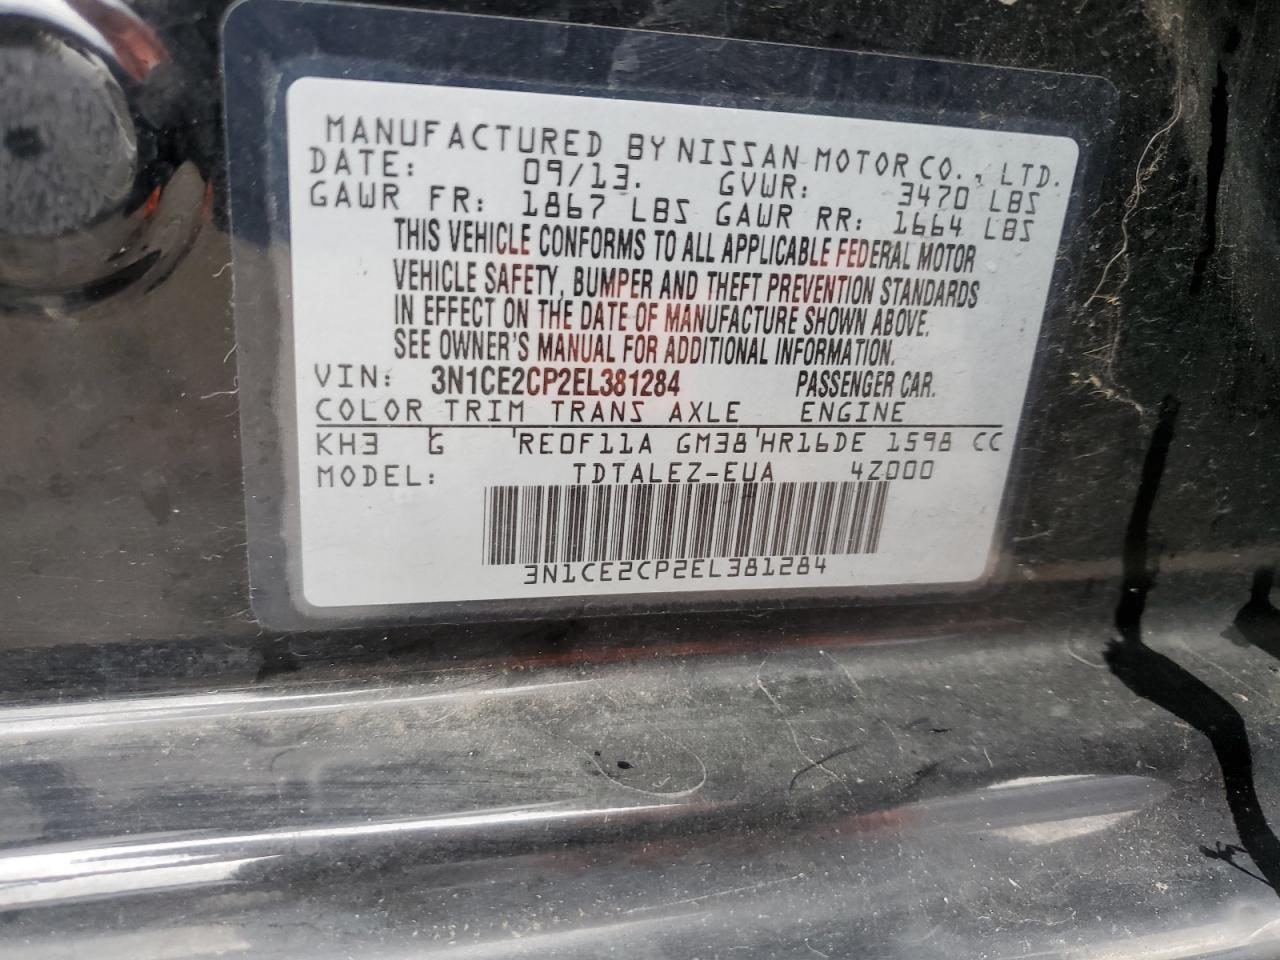 MANUFACTURED BY NISSAN MOTOR CO., LTD.
DATE: 09/13. GVWR: 3470 LBS
GAWR FR: 1867 LBS GAWR RR: 1664 LBS
THIS VEHICLE CONFORMS TO ALL APPLICABLE FEDERAL MOTOR
VEHICLE SAFETY, BUMPER AND THEFT PREVENTION STANDARDS
IN EFFECT ON THE DATE OF MANUFACTURE SHOWN ABOVE.
SEE OWNER'S MANUAL FOR ADDITIONAL INFORMATION.
VIN: 3N1CE2CP2EL381284 PASSENGER CAR.
COLOR TRIM TRANS AXLE ENGINE
KH3 G 'RE0F11A GM38'HR16DE 1598 CC
MODEL: TDTALEZ-EUA 4Z000
3N1CE2CP2EL381284